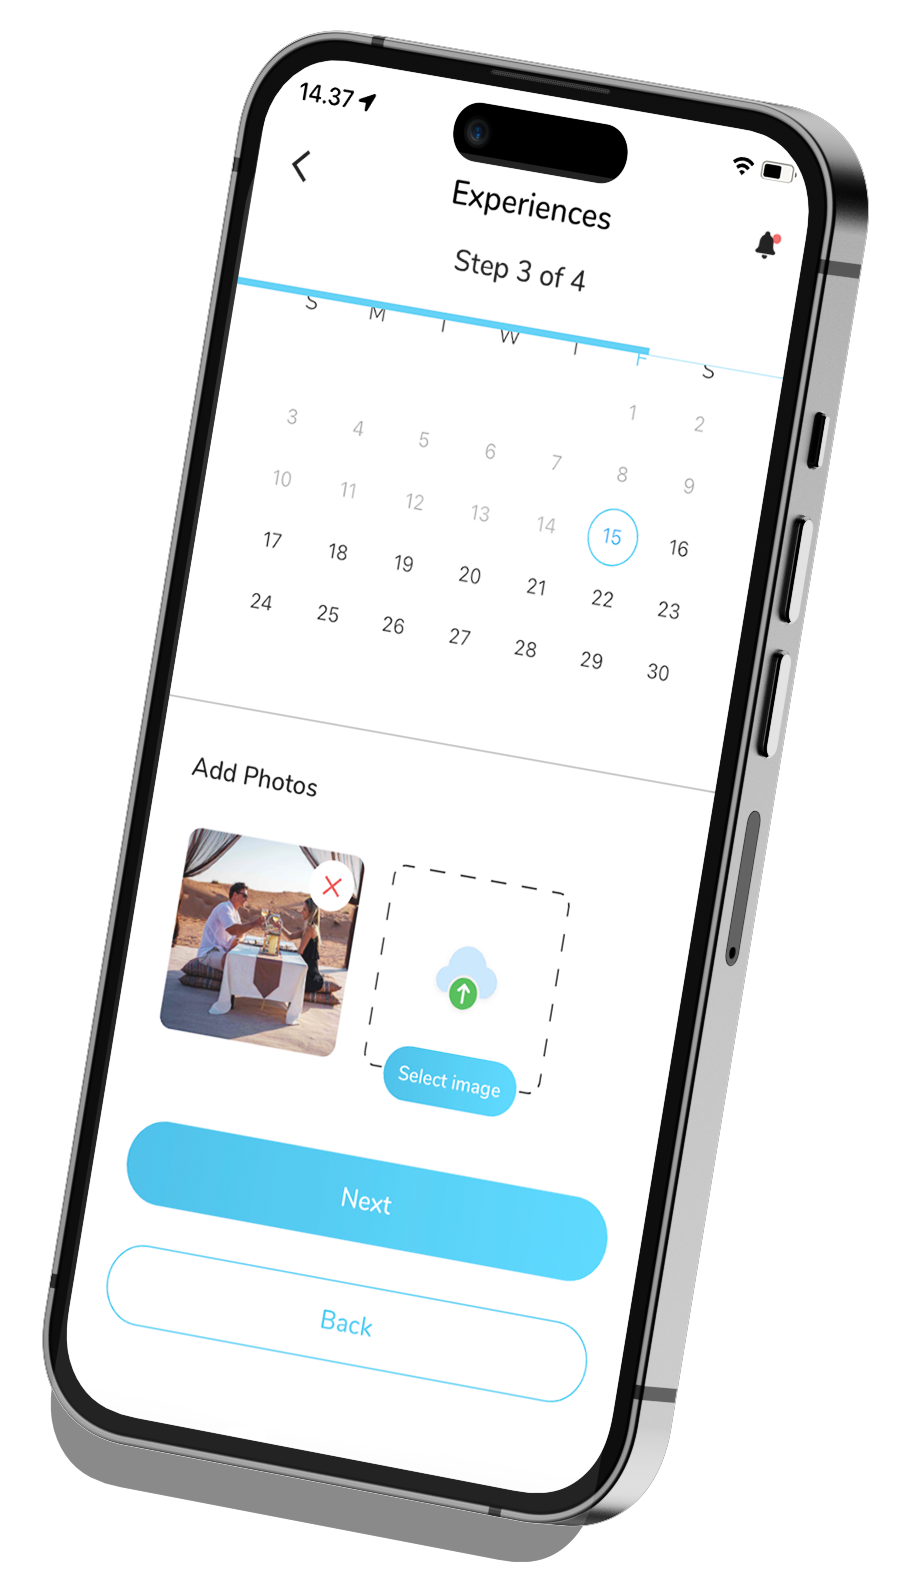 14.37
Experiences
Step 3 of 4
S M T W T F S
1 2
3 4 5 6 7 8 9
10 11 12 13 14 15 16
17 18 19 20 21 22 23
24 25 26 27 28 29 30
Add Photos
Select image
Next
Back